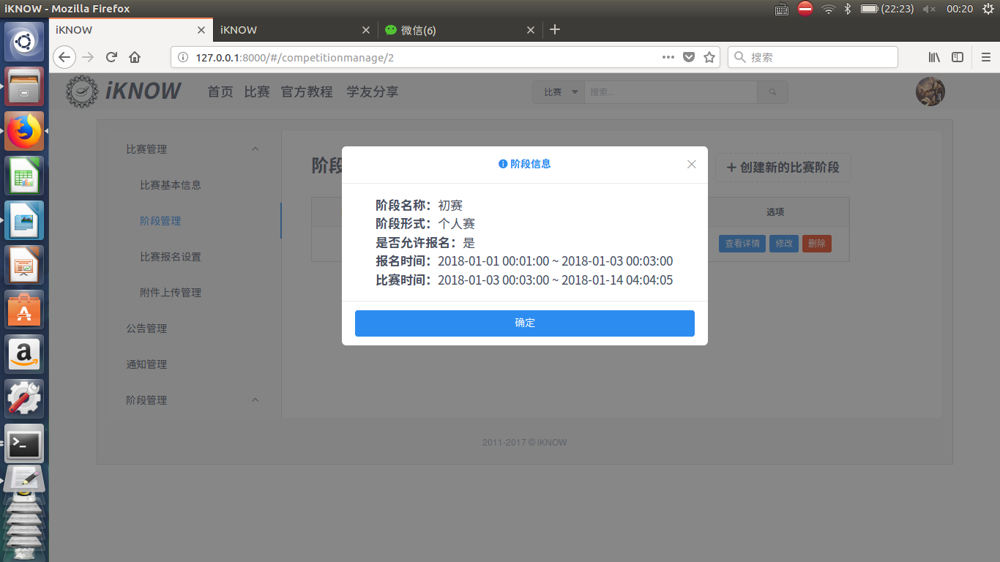 iKNOW - Mozilla Firefox
(22:23)
00:20
iKNOW
iKNOW
微信(6)
127.0.0.1:8000/#/competitionmanage/2
搜索
iKNOW
首页 比赛 官方教程 学友分享
比赛
搜索...
比赛管理
比赛基本信息
阶段管理
比赛报名设置
附件上传管理
公告管理
通知管理
阶段管理
阶段
+ 创建新的比赛阶段
选项
查看详情 修改 删除
阶段信息
阶段名称：初赛
阶段形式：个人赛
是否允许报名：是
报名时间：2018-01-01 00:01:00 ~ 2018-01-03 00:03:00
比赛时间：2018-01-03 00:03:00 ~ 2018-01-14 04:04:05
确定
2011-2017 © iKNOW